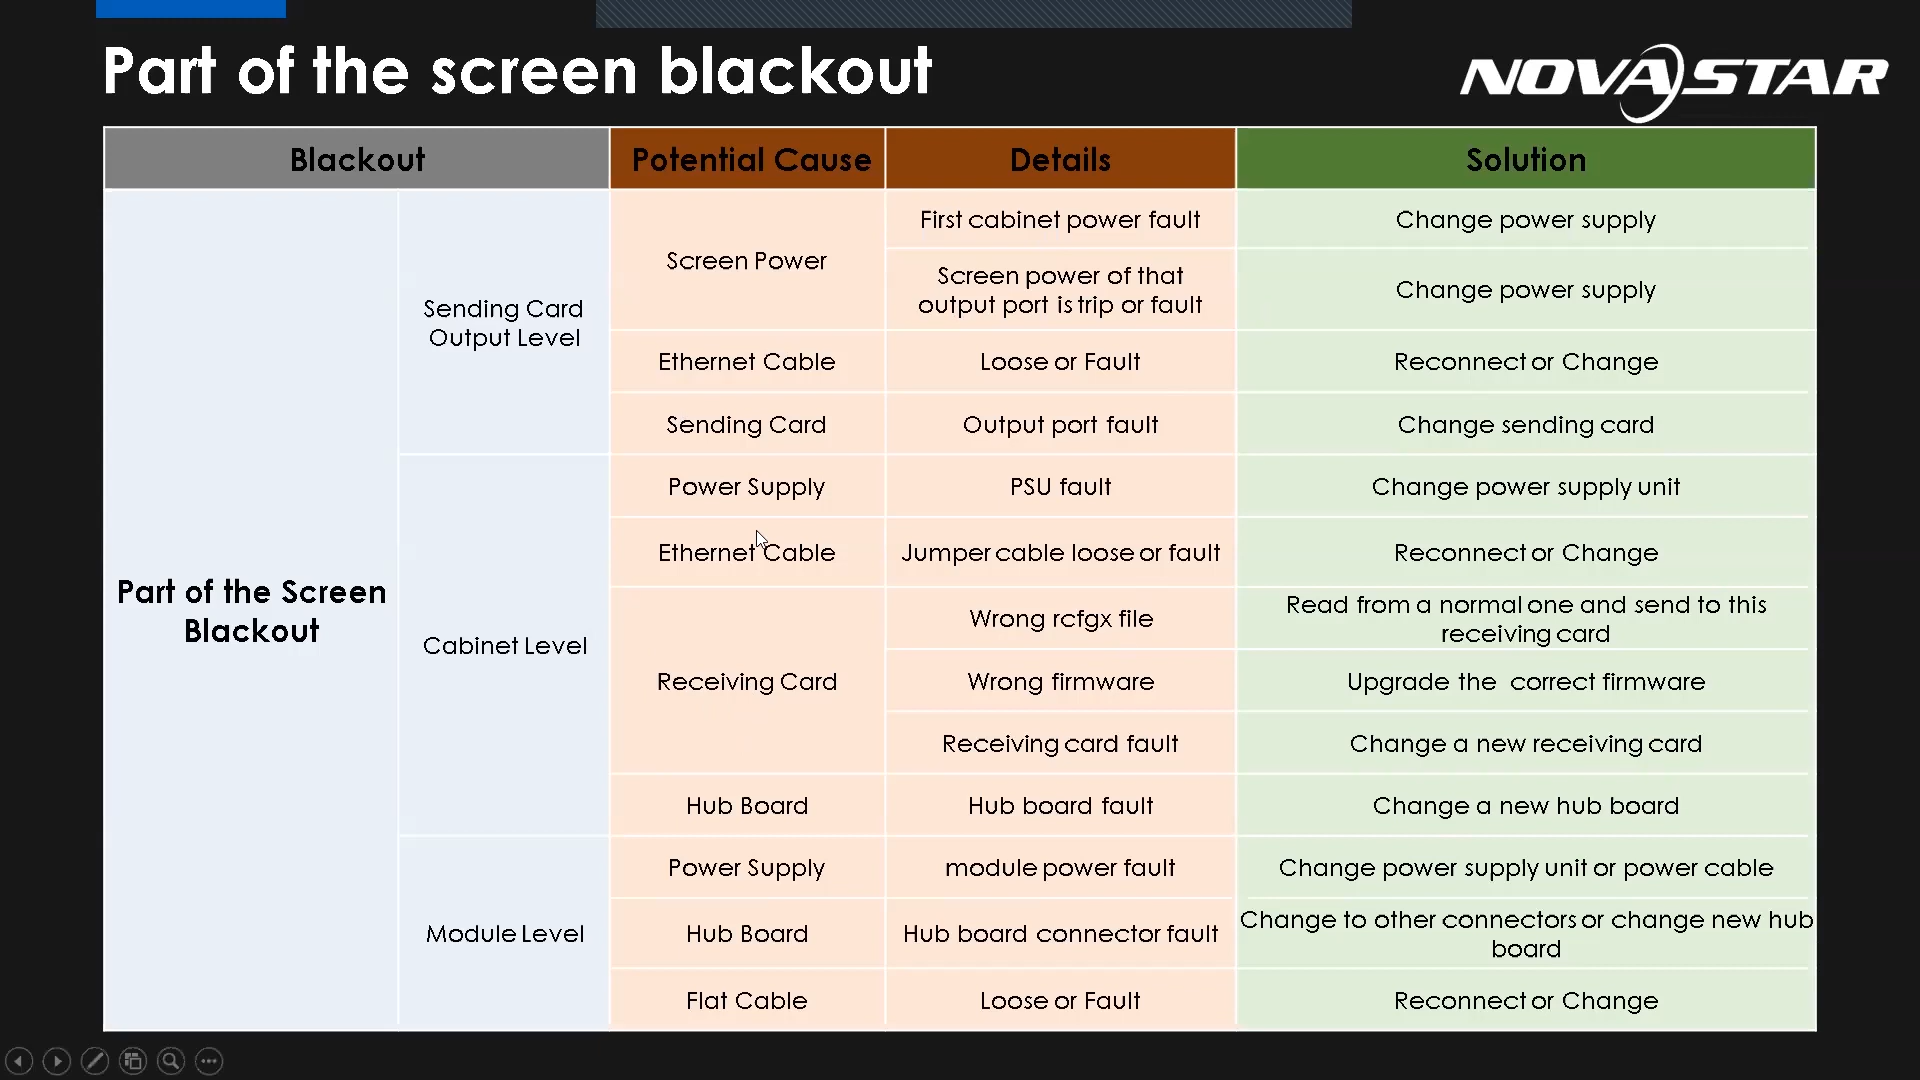 Part of the screen blackout
NOVASTAR
Blackout
Potential Cause
Details
Solution
Part of the Screen
Blackout
Sending Card
Output Level
Screen Power
First cabinet power fault
Change power supply
Screen power of that
output port is trip or fault
Change power supply
Ethernet Cable
Loose or Fault
Reconnect or Change
Sending Card
Output port fault
Change sending card
Cabinet Level
Power Supply
PSU fault
Change power supply unit
Ethernet Cable
Jumper cable loose or fault
Reconnect or Change
Receiving Card
Wrong rcfgx file
Read from a normal one and send to this
receiving card
Wrong firmware
Upgrade the  correct firmware
Receiving card fault
Change a new receiving card
Hub Board
Hub board fault
Change a new hub board
Module Level
Power Supply
module power fault
Change power supply unit or power cable
Hub Board
Hub board connector fault
Change to other connectors or change new hub
board
Flat Cable
Loose or Fault
Reconnect or Change